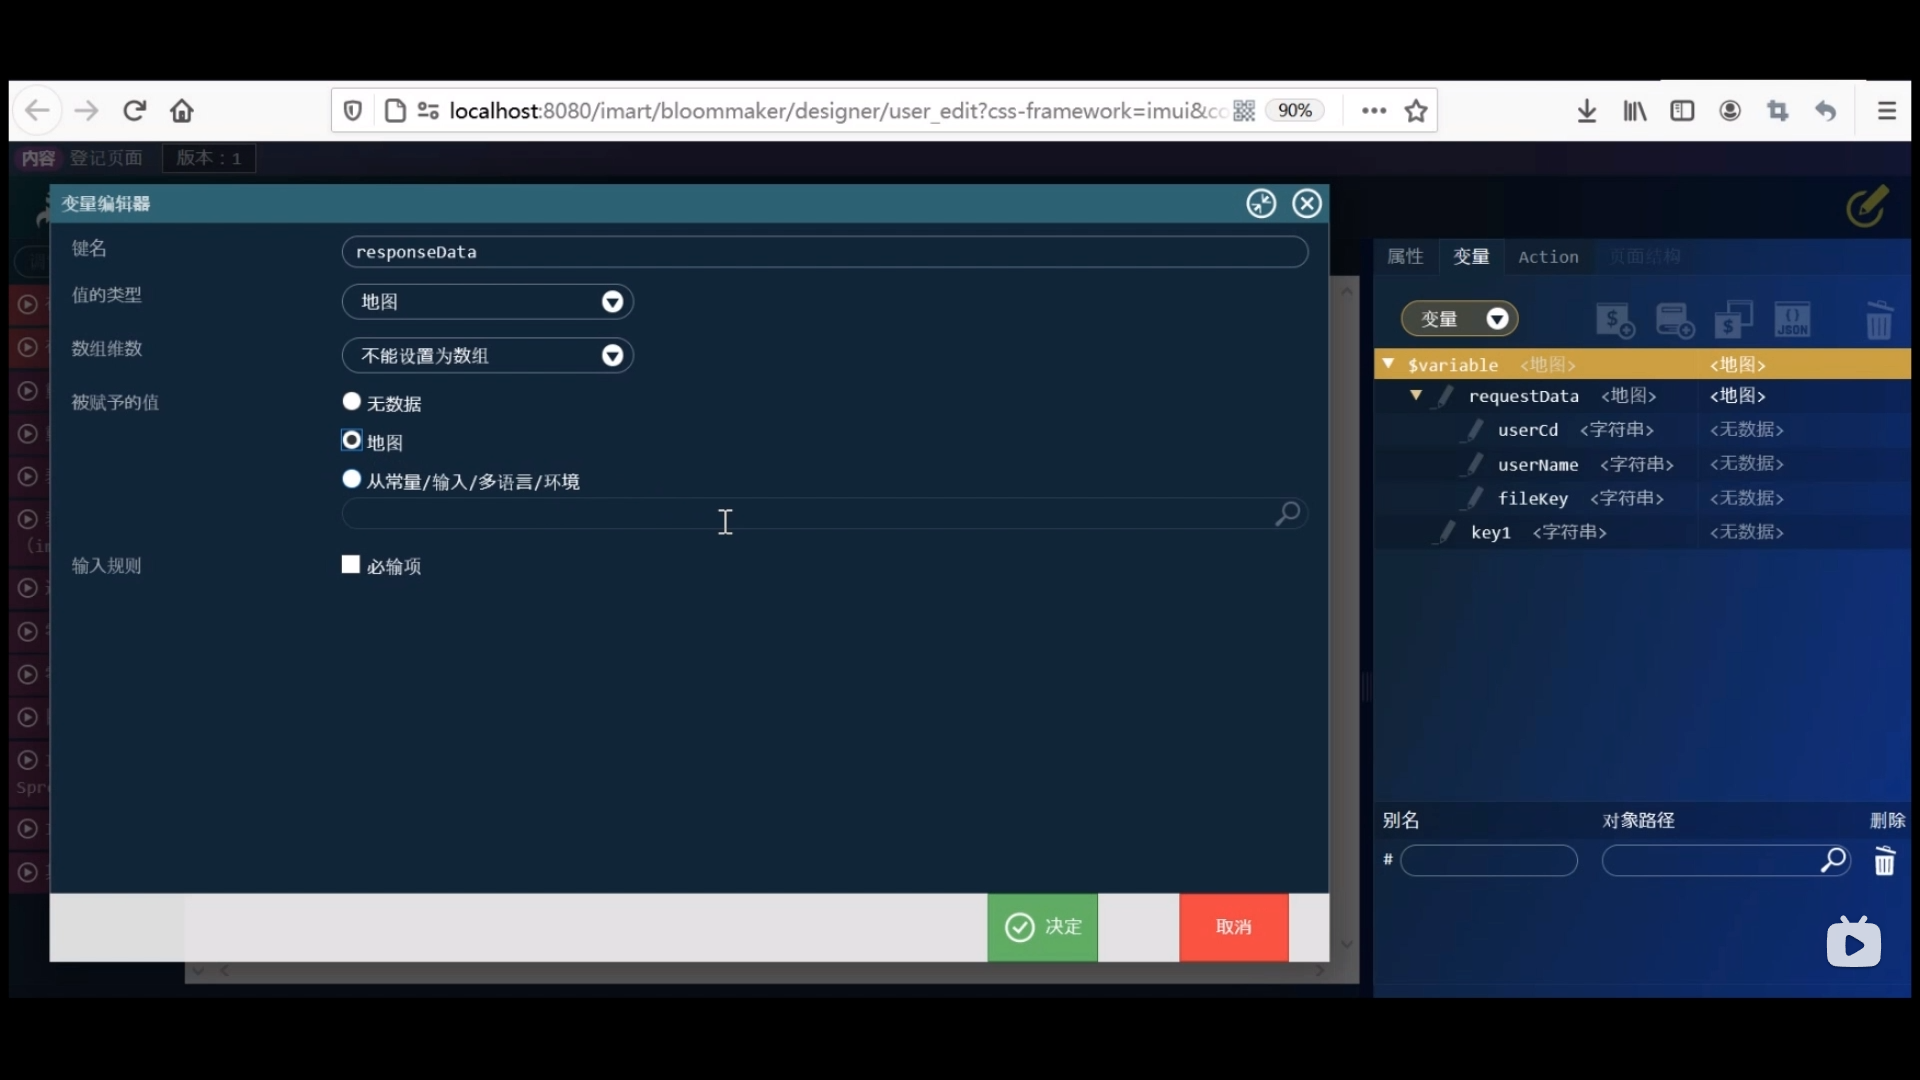 localhost:8080/imart/bloommaker/designer/user_edit?css-framework=imui&co
90%
内容 登记页面 版本：1
变量编辑器
键名 responseData
值的类型 地图
数组维数 不能设置为数组
被赋予的值 无数据
地图
从常量/输入/多语言/环境
输入规则 必输项
决定 取消
属性 变量 Action 页面结构
变量
JSON
$variable <地图> <地图>
requestData <地图> <地图>
userCd <字符串> <无数据>
userName <字符串> <无数据>
fileKey <字符串> <无数据>
key1 <字符串> <无数据>
别名 对象路径 删除
#
(im
Spr